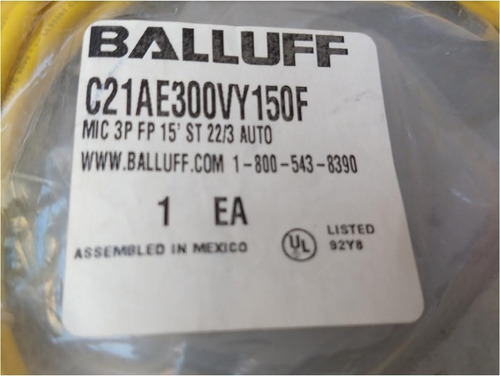 BALLUFF
C21AE300VY150F
MIC 3P FP 15' ST 22/3 AUTO
WWW.BALLUFF.COM 1-800-543-8390
1 EA
ASSEMBLED IN MEXICO
UL
LISTED
92Y8